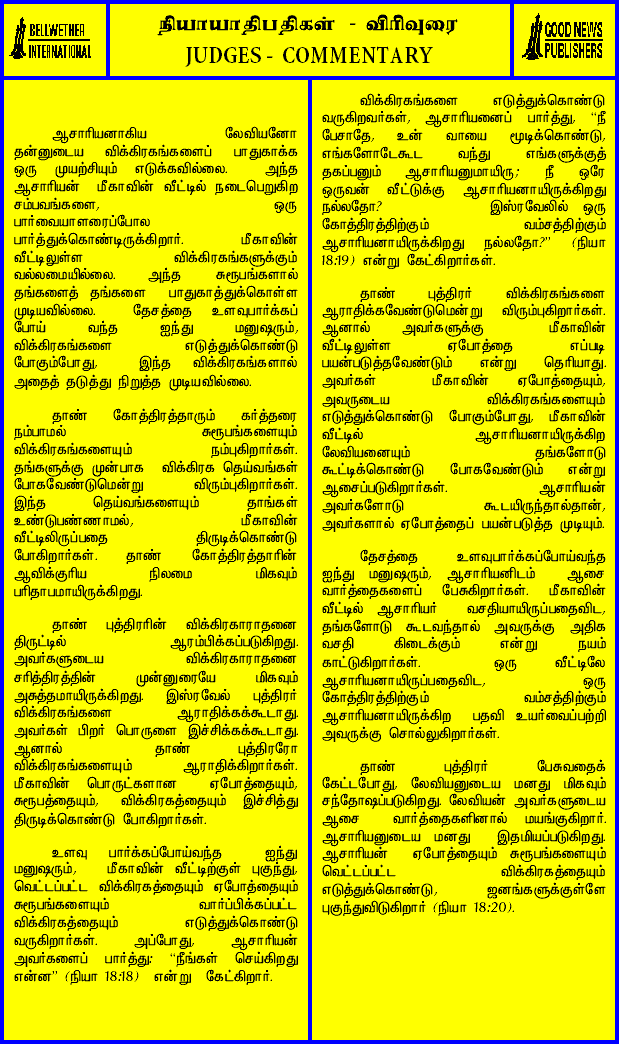 BELLWETHER
INTERNATIONAL
நியாயாதிபதிகள் - விரிவுரை
JUDGES - COMMENTARY
GOOD NEWS
PUBLISHERS
ஆசாரியனாகிய லேவியனோ
தன்னுடைய விக்கிரகங்களைப் பாதுகாக்க
ஒரு முயற்சியும் எடுக்கவில்லை. அந்த
ஆசாரியன் மீகாவின் வீட்டில் நடைபெறுகிற
சம்பவங்களை, ஒரு
பார்வையாளரைப்போல
பார்த்துக்கொண்டிருக்கிறார். மீகாவின்
வீட்டிலுள்ள விக்கிரகங்களுக்கும்
வல்லமையில்லை. அந்த சுரூபங்களால்
தங்களைத் தங்களை பாதுகாத்துக்கொள்ள
முடியவில்லை. தேசத்தை உளவுபார்க்கப்
போய் வந்த ஐந்து மனுஷரும்,
விக்கிரகங்களை எடுத்துக்கொண்டு
போகும்போது, இந்த விக்கிரகங்களால்
அதைத் தடுத்து நிறுத்த முடியவில்லை.
தாண் கோத்திரத்தாரும் கர்த்தரை
நம்பாமல் சுரூபங்களையும்
விக்கிரகங்களையும் நம்புகிறார்கள்.
தங்களுக்கு முன்பாக விக்கிரக தெய்வங்கள்
போகவேண்டுமென்று விரும்புகிறார்கள்.
இந்த தெய்வங்களையும் தாங்கள்
உண்டுபண்ணாமல், மீகாவின்
வீட்டிலிருப்பதை திருடிக்கொண்டு
போகிறார்கள். தாண் கோத்திரத்தாரின்
ஆவிக்குரிய நிலமை மிகவும்
பரிதாபமாயிருக்கிறது.
தாண் புத்திரரின் விக்கிரகாராதனை
திருட்டில் ஆரம்பிக்கப்படுகிறது.
அவர்களுடைய விக்கிரகாராதனை
சரித்திரத்தின் முன்னுரையே மிகவும்
அசுத்தமாயிருக்கிறது. இஸ்ரவேல் புத்திரர்
விக்கிரகங்களை ஆராதிக்கக்கூடாது.
அவர்கள் பிறர் பொருளை இச்சிக்கக்கூடாது.
ஆனால் தாண் புத்திரரோ
விக்கிரகங்களையும் ஆராதிக்கிறார்கள்.
மீகாவின் பொருட்களான ஏபோத்தையும்,
சுரூபத்தையும், விக்கிரகத்தையும் இச்சித்து
திருடிக்கொண்டு போகிறார்கள்.
உளவு பார்க்கப்போய்வந்த ஐந்து
மனுஷரும், மீகாவின் வீட்டிற்குள் புகுந்து,
வெட்டப்பட்ட விக்கிரகத்தையும் ஏபோத்தையும்
சுரூபங்களையும் வார்ப்பிக்கப்பட்ட
விக்கிரகத்தையும் எடுத்துக்கொண்டு
வருகிறார்கள். அப்போது, ஆசாரியன்
அவர்களைப் பார்த்து: "நீங்கள் செய்கிறது
என்ன" (நியா 18:18) என்று கேட்கிறார்.
விக்கிரகங்களை எடுத்துக்கொண்டு
வருகிறவர்கள், ஆசாரியனைப் பார்த்து, "நீ
பேசாதே, உன் வாயை மூடிக்கொண்டு,
எங்களோடேகூட வந்து எங்களுக்குத்
தகப்பனும் ஆசாரியனுமாயிரு; நீ ஒரே
ஒருவன் வீட்டுக்கு ஆசாரியனாயிருக்கிறது
நல்லதோ? இஸ்ரவேலில் ஒரு
கோத்திரத்திற்கும் வம்சத்திற்கும்
ஆசாரியனாயிருக்கிறது நல்லதோ?" (நியா
18:19) என்று கேட்கிறார்கள்.
தாண் புத்திரர் விக்கிரகங்களை
ஆராதிக்கவேண்டுமென்று விரும்புகிறார்கள்.
ஆனால் அவர்களுக்கு மீகாவின்
வீட்டிலுள்ள ஏபோத்தை எப்படி
பயன்படுத்தவேண்டும் என்று தெரியாது.
அவர்கள் மீகாவின் ஏபோத்தையும்,
அவருடைய விக்கிரகங்களையும்
எடுத்துக்கொண்டு போகும்போது, மீகாவின்
வீட்டில் ஆசாரியனாயிருக்கிற
லேவியனையும் தங்களோடு
கூட்டிக்கொண்டு போகவேண்டும் என்று
ஆசைப்படுகிறார்கள். ஆசாரியன்
அவர்களோடு கூடயிருந்தால்தான்,
அவர்களால் ஏபோத்தைப் பயன்படுத்த முடியும்.
தேசத்தை உளவுபார்க்கப்போய்வந்த
ஐந்து மனுஷரும், ஆசாரியனிடம் ஆசை
வார்த்தைகளைப் பேசுகிறார்கள். மீகாவின்
வீட்டில் ஆசாரியர் வசதியாயிருப்பதைவிட,
தங்களோடு கூடவந்தால் அவருக்கு அதிக
வசதி கிடைக்கும் என்று நயம்
காட்டுகிறார்கள். ஒரு வீட்டிலே
ஆசாரியனாயிருப்பதைவிட, ஒரு
கோத்திரத்திற்கும் வம்சத்திற்கும்
ஆசாரியனாயிருக்கிற பதவி உயர்வைப்பற்றி
அவருக்கு சொல்லுகிறார்கள்.
தாண் புத்திரர் பேசுவதைக்
கேட்டபோது, லேவியனுடைய மனது மிகவும்
சந்தோஷப்படுகிறது. லேவியன் அவர்களுடைய
ஆசை வார்த்தைகளினால் மயங்குகிறார்.
ஆசாரியனுடைய மனது இதமியப்படுகிறது.
ஆசாரியன் ஏபோத்தையும் சுரூபங்களையும்
வெட்டப்பட்ட விக்கிரகத்தையும்
எடுத்துக்கொண்டு, ஜனங்களுக்குள்ளே
புகுந்துவிடுகிறார் (நியா 18:20).